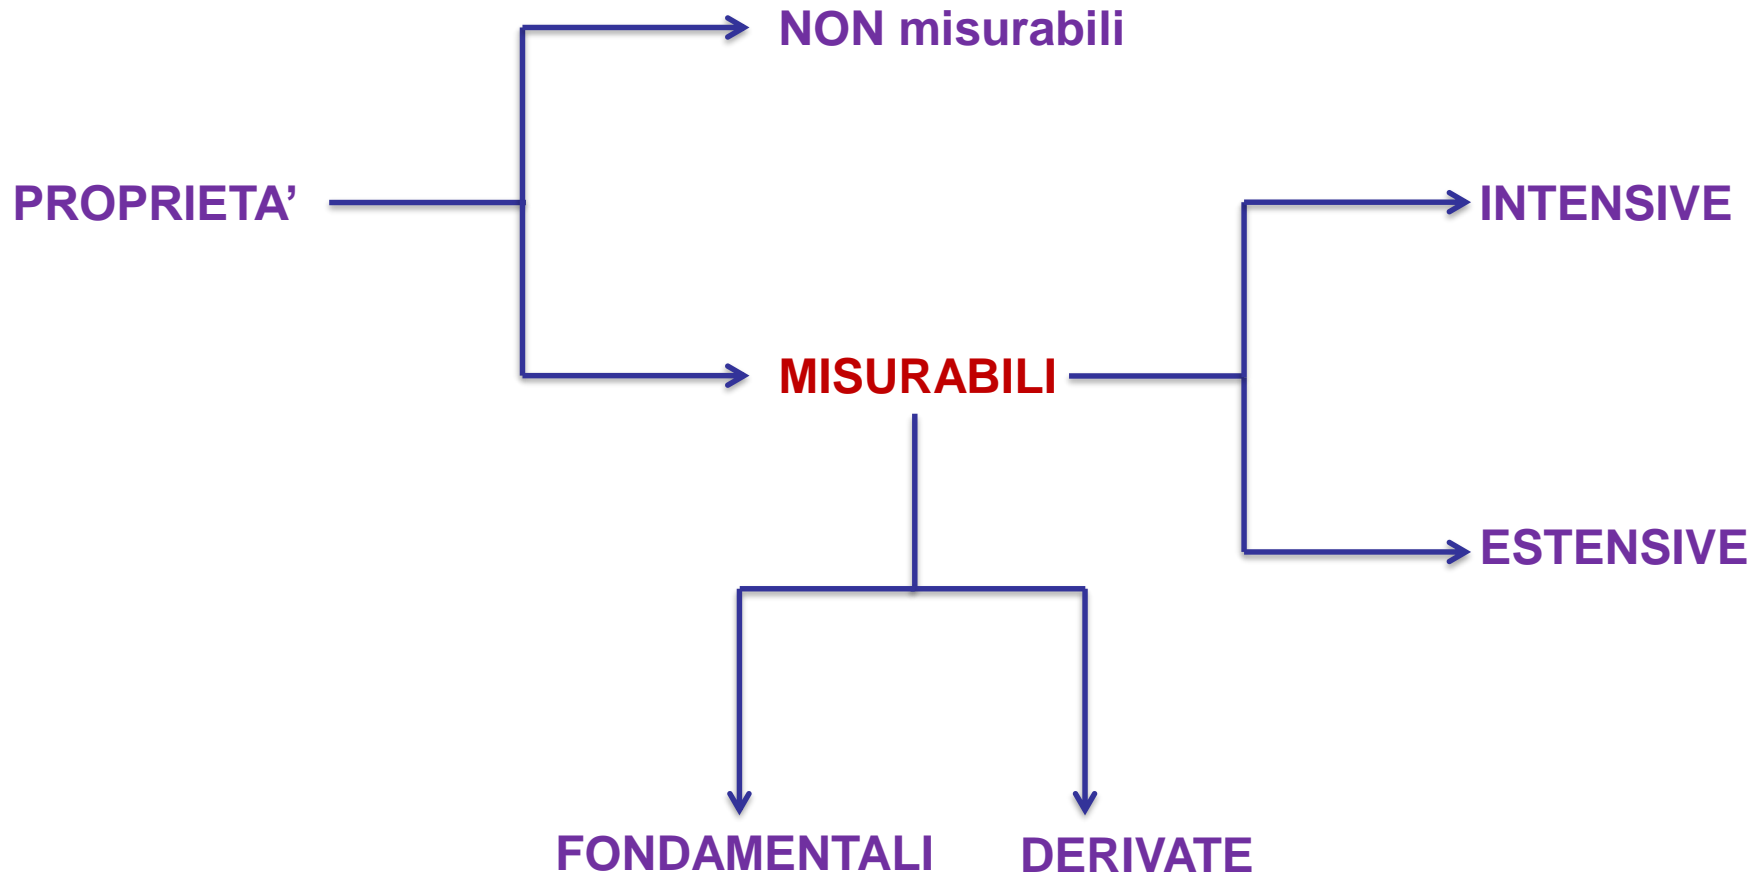 NON misurabili
PROPRIETA’
INTENSIVE
MISURABILI
ESTENSIVE
FONDAMENTALI
DERIVATE